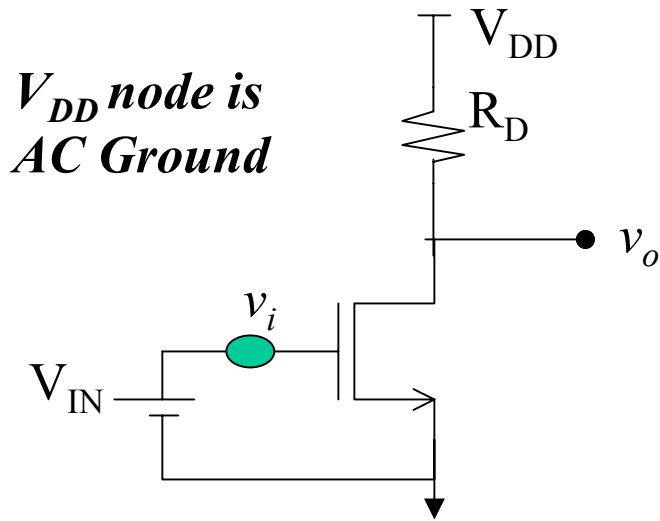 V_DD
V_DD node is
AC Ground
R_D
v_o
v_i
V_IN